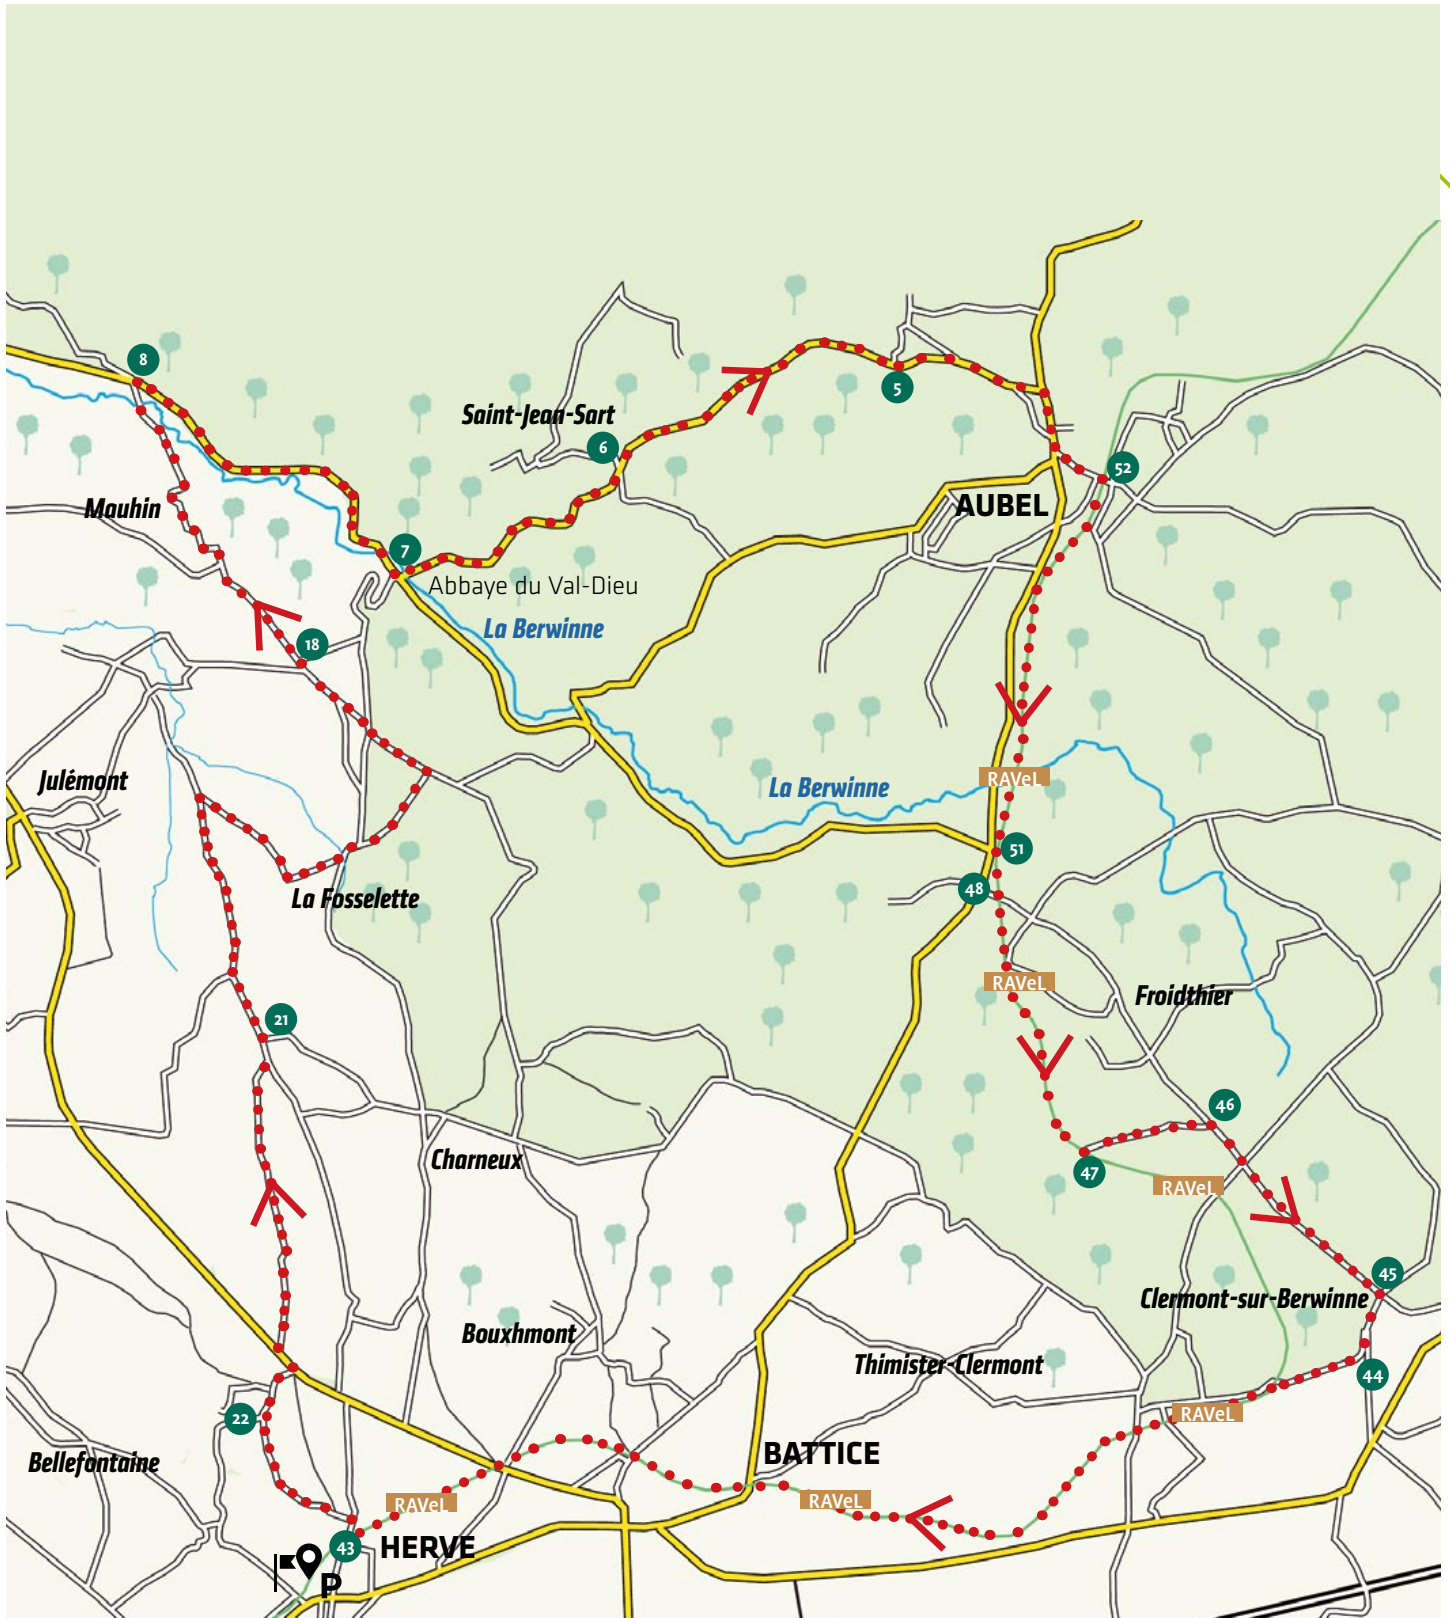 8
Saint-Jean-Sart
5
6
52
AUBEL
Mauhin
7
Abbaye du Val-Dieu
La Berwinne
18
RAVeL
Julémont
La Berwinne
51
48
La Fosselette
RAVeL
Froidthier
21
46
Charneux
47
RAVeL
45
Clermont-sur-Berwinne
Bouxhmont
Thimister-Clermont
44
22
RAVeL
BATTICE
Bellefontaine
RAVeL
RAVeL
43
HERVE
P